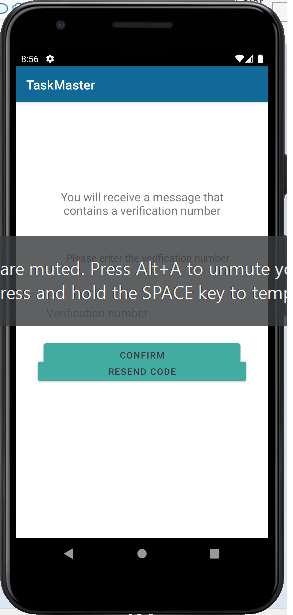 8:56
TaskMaster
You will receive a message that
contains a verification number
Please enter the verification number
are muted. Press Alt+A to unmute yo
ress and hold the SPACE key to temp
Verification number
CONFIRM
RESEND CODE